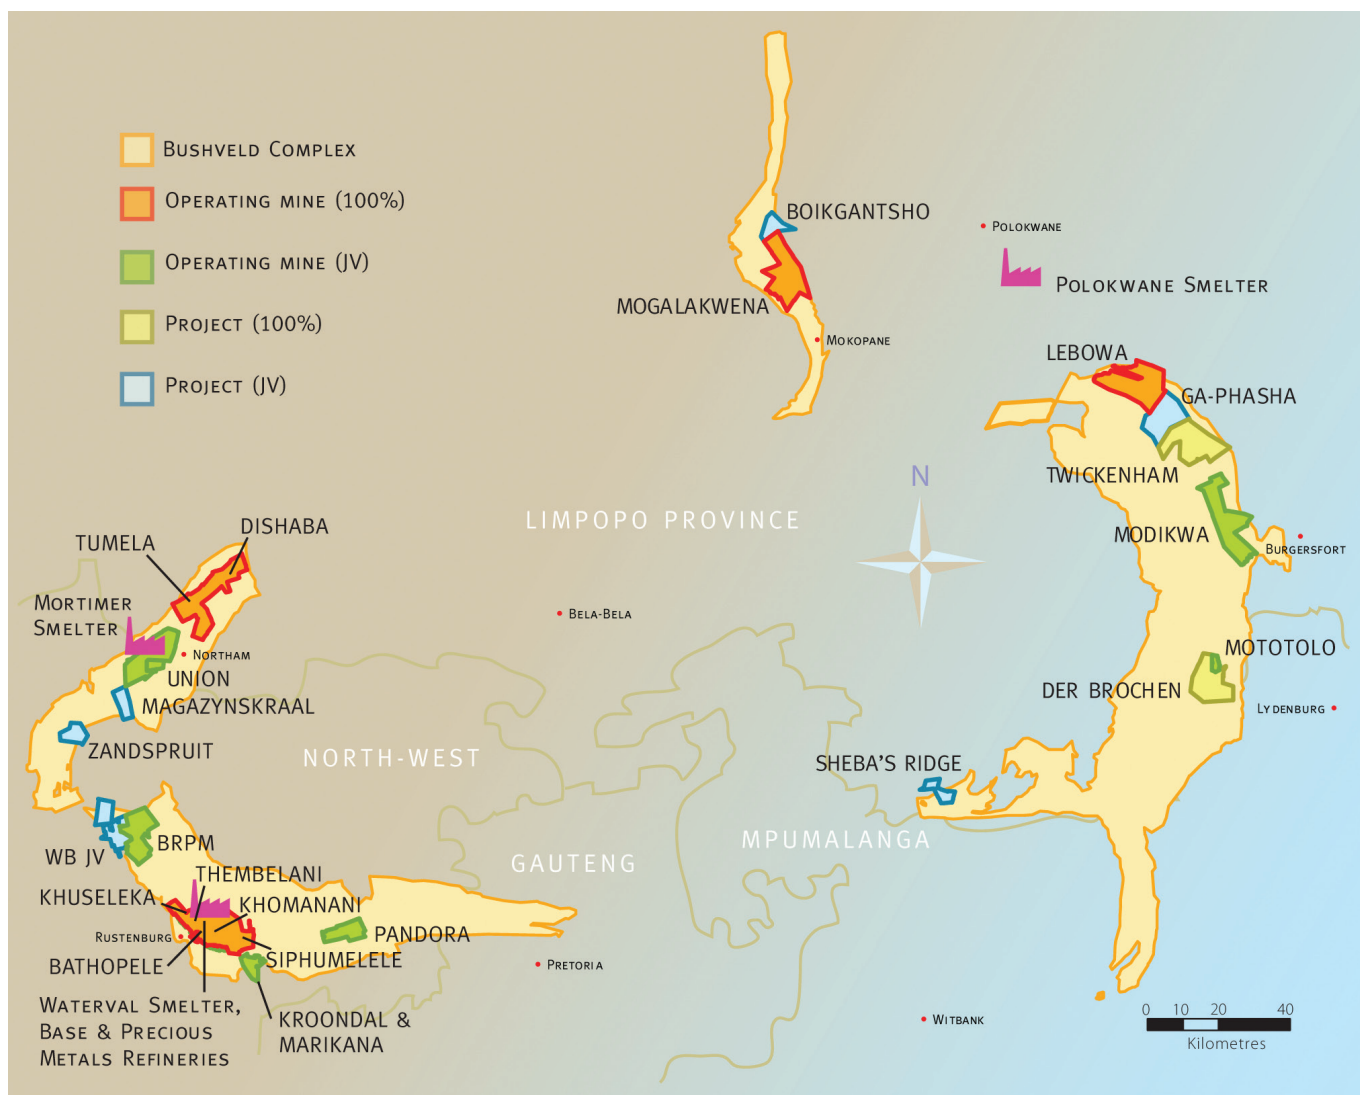 BUSHVELD COMPLEX
OPERATING MINE (100%)
OPERATING MINE (JV)
PROJECT (100%)
PROJECT (JV)
BOIKGANTSHO
POLOKWANE
POLOKWANE SMELTER
MOGALAKWENA
MOKOPANE
LEBOWA
GA-PHASHA
TWICKENHAM
N
MODIKWA
BURGERSFORT
LIMPOPO PROVINCE
DISHABA
TUMELA
MORTIMER
SMELTER
BELA-BELA
NORTHAM
UNION
MAGAZYNSKRAAL
ZANDSPRUIT
NORTH-WEST
MOTOTOLO
DER BROCHEN
LYDENBURG
SHEBA'S RIDGE
MPUMALANGA
GAUTENG
WB JV
BRPM
THEMBELANI
KHUSELEKA
KHOMANANI
RUSTENBURG
PANDORA
BATHOPELE
SIPHUMELELE
PRETORIA
WATERVAL SMELTER,
BASE & PRECIOUS
METALS REFINERIES
KROONDAL &
MARIKANA
WITBANK
0 10 20 40
Kilometres